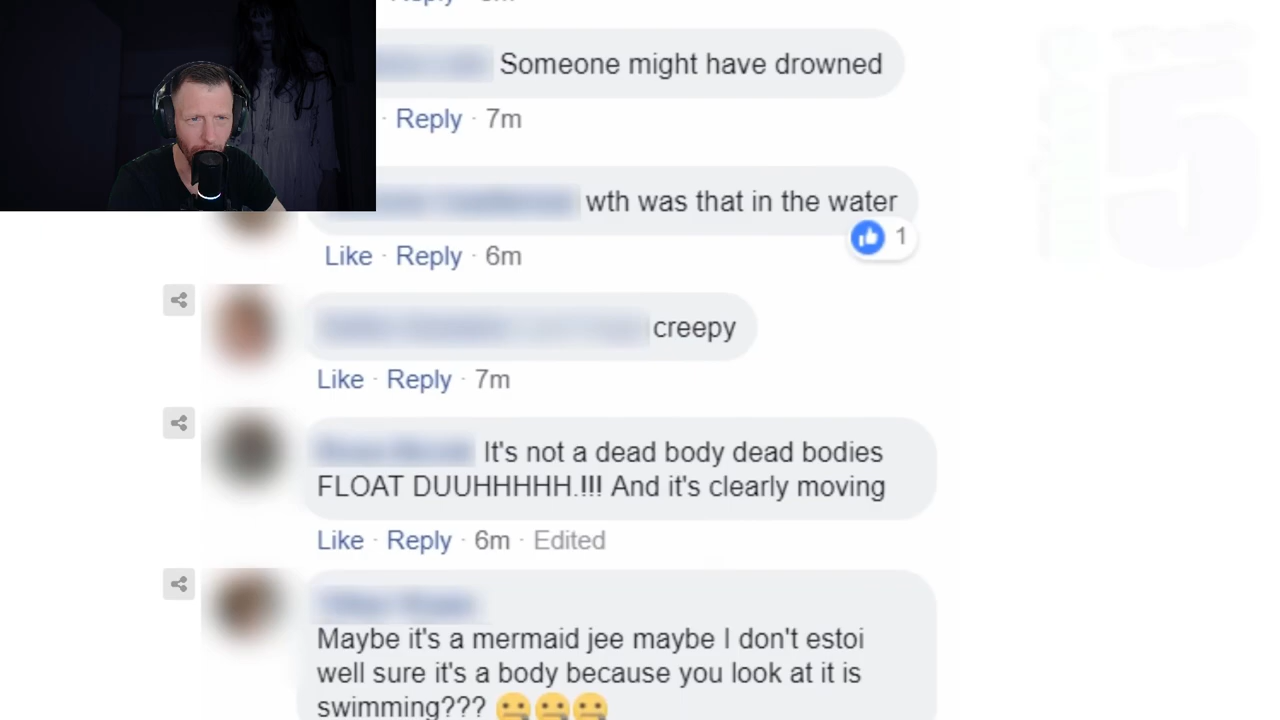 Someone might have drowned
· Reply · 7m
wth was that in the water
1
Like · Reply · 6m
creepy
Like · Reply · 7m
It's not a dead body dead bodies
FLOAT DUUHHHHH.!!! And it's clearly moving
Like · Reply · 6m · Edited
Maybe it's a mermaid jee maybe I don't estoi
well sure it's a body because you look at it is
swimming??? 😐😐😐